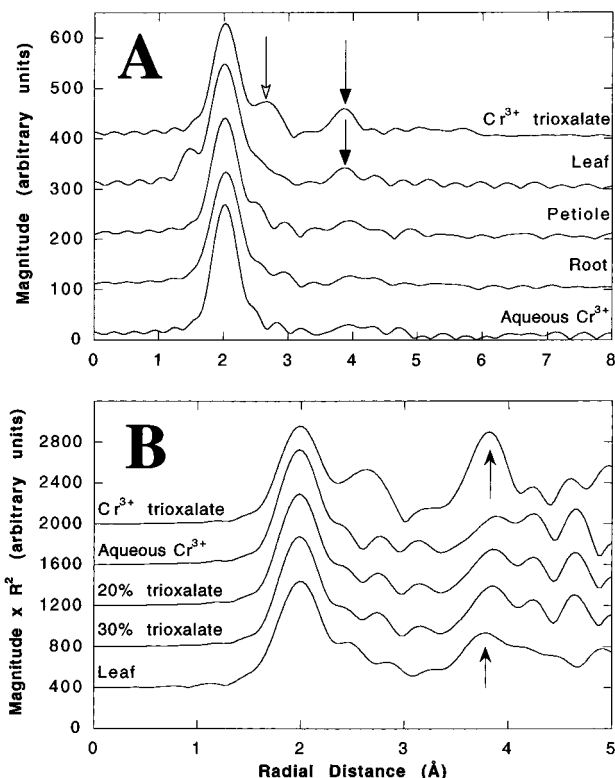 A
Magnitude (arbitrary units)
600
500
400
300
200
100
0
Cr³⁺ trioxalate
Leaf
Petiole
Root
Aqueous Cr³⁺
0 1 2 3 4 5 6 7 8
B
Magnitude x R² (arbitrary units)
2800
2400
2000
1600
1200
800
400
0
Cr³⁺ trioxalate
Aqueous Cr³⁺
20% trioxalate
30% trioxalate
Leaf
0 1 2 3 4 5
Radial Distance (Å)